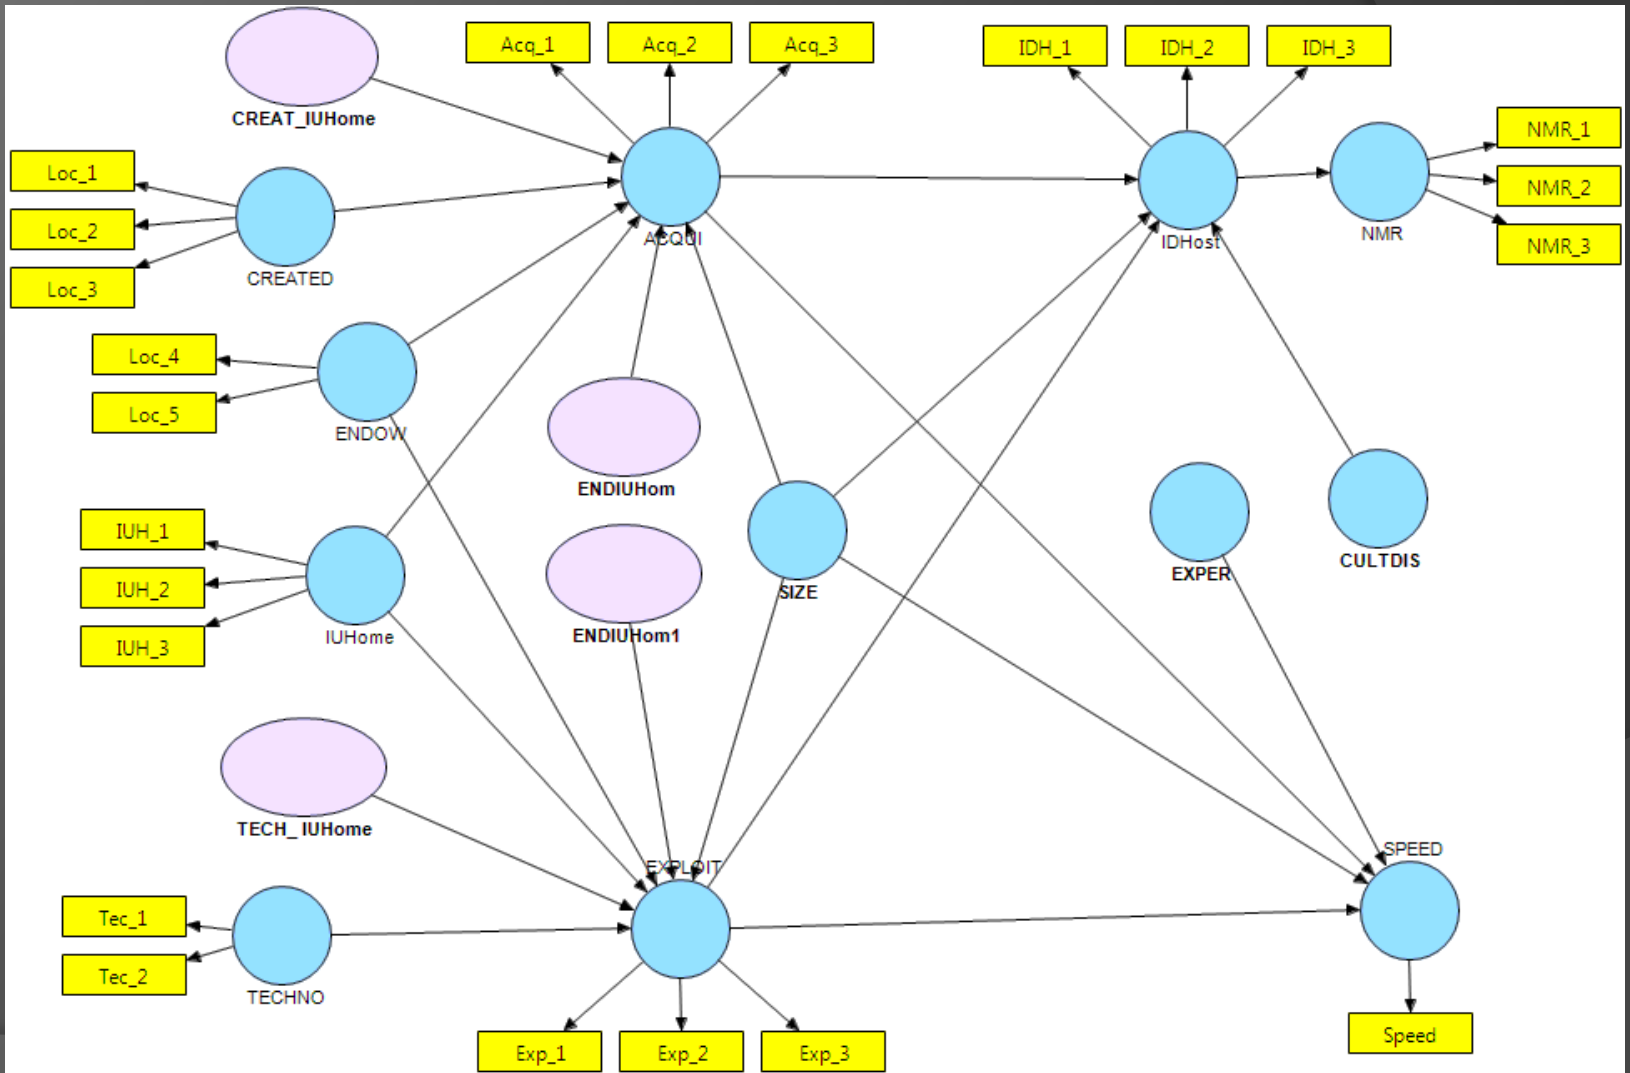 Acq_1
Acq_2
Acq_3
IDH_1
IDH_2
IDH_3
CREAT_IUHome
NMR_1
NMR_2
NMR_3
NMR
Loc_1
Loc_2
Loc_3
CREATED
ACQUI
IDHost
Loc_4
Loc_5
ENDOW
ENDIUHom
IUH_1
IUH_2
IUH_3
IUHome
ENDIUHom1
SIZE
EXPER
CULTDIS
TECH_ IUHome
EXPLOIT
SPEED
Tec_1
Tec_2
TECHNO
Exp_1
Exp_2
Exp_3
Speed